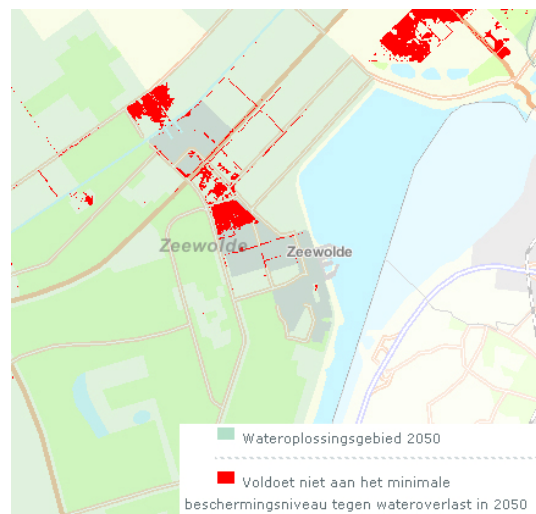 Zeewolde
Zeewolde
Wateroplossingsgebied 2050
Voldoet niet aan het minimale
beschermingsniveau tegen wateroverlast in 2050